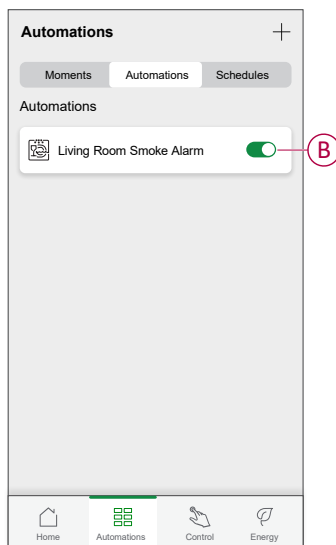 Automations
Moments Automations Schedules
Automations
Living Room Smoke Alarm
B
Home Automations Control Energy